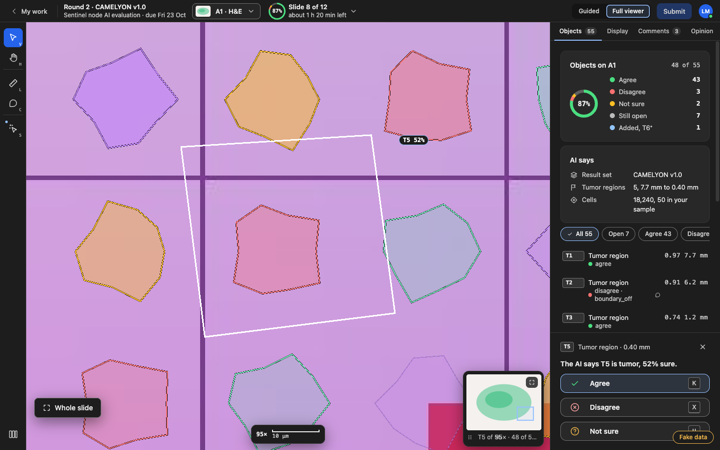 My work
Round 2 · CAMELYON v1.0
Sentinel node AI evaluation · due Fri 23 Oct
A1 · H&E
87%
Slide 8 of 12
about 1 h 20 min left
Guided
Full viewer
Submit
LM
Objects 55
Display
Comments 3
Opinion
Objects on A1
48 of 55
87%
Agree 43
Disagree 3
Not sure 2
Still open 7
Added, T6⁺ 1
AI says
Result set CAMELYON v1.0
Tumor regions 5, 7.7 mm to 0.40 mm
Cells 18,240, 50 in your
sample
All 55
Open 7
Agree 43
Disagre
T1 Tumor region 0.97 7.7 mm
agree
T2 Tumor region 0.91 6.2 mm
disagree ·
boundary_off
T3 Tumor region 0.74 1.2 mm
agree
T5 Tumor region · 0.40 mm
The AI says T5 is tumor, 52% sure.
Agree K
Disagree X
Not sure
Fake data
T5 52%
V
H
L
C
S
Whole slide
95×
10 µm
T5 of 95× · 48 of 5…